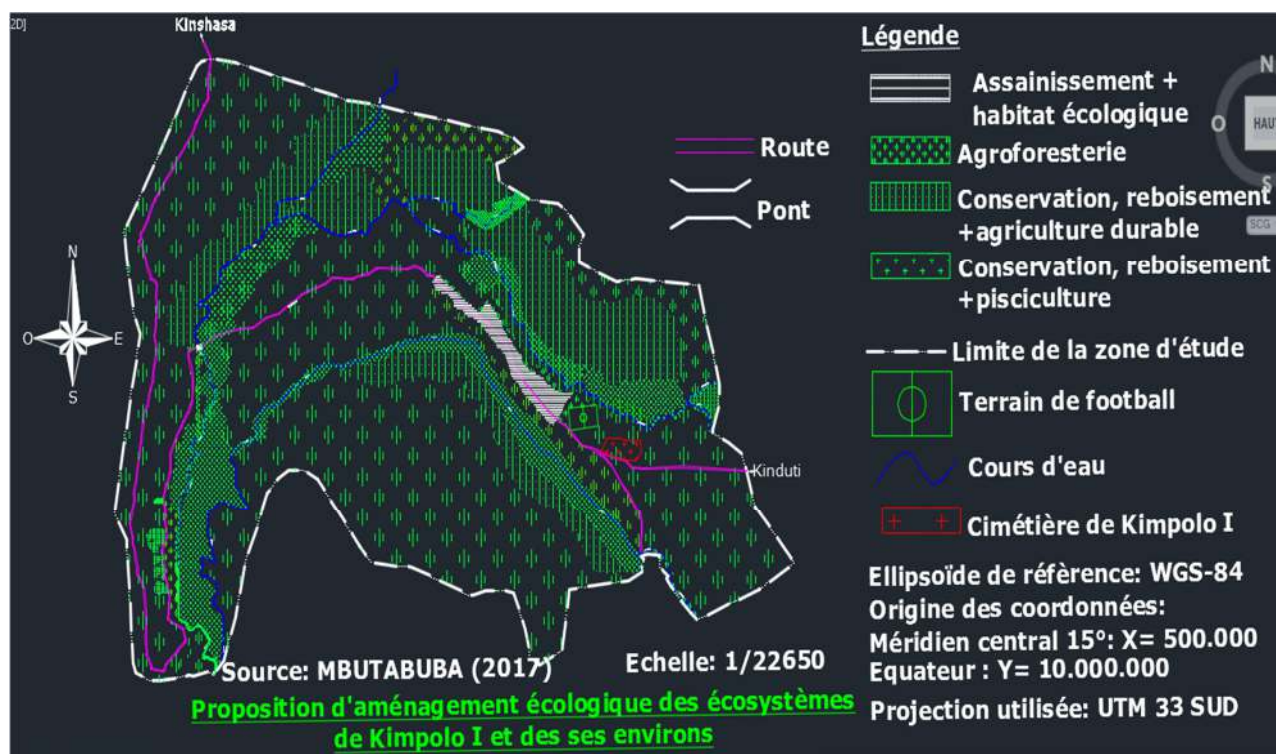 2D]
Kinshasa
N
O
E
S
Kinduti
Source: MBUTABUBA (2017)
Echelle: 1/22650
Proposition d'aménagement écologique des écosystèmes
de Kimpolo I et des ses environs
Route
Pont
Légende
Assainissement +
habitat écologique
Agroforesterie
Conservation, reboisement
+agriculture durable
Conservation, reboisement
+pisciculture
Limite de la zone d'étude
Terrain de football
Cours d'eau
Cimétière de Kimpolo I
Ellipsoïde de réfèrence: WGS-84
Origine des coordonnées:
Méridien central 15°: X= 500.000
Equateur : Y= 10.000.000
Projection utilisée: UTM 33 SUD
N
O
HAUT
S
SCG